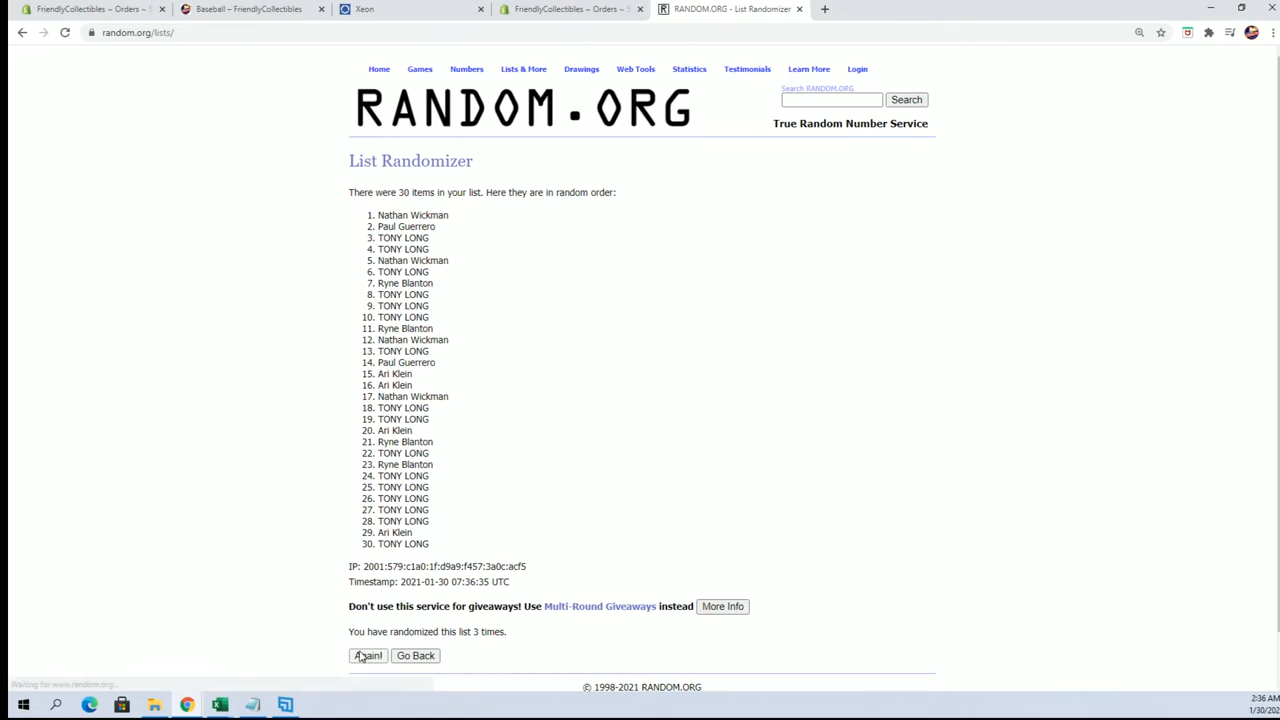 FriendlyCollectibles ~ Orders ~ S
Baseball – FriendlyCollectibles
Xeon
FriendlyCollectibles ~ Orders ~ S
RANDOM.ORG - List Randomizer
random.org/lists/
Home Games Numbers Lists & More Drawings Web Tools Statistics Testimonials Learn More Login
RANDOM.ORG
Search RANDOM.ORG
Search
True Random Number Service
List Randomizer
There were 30 items in your list. Here they are in random order:
1. Nathan Wickman
2. Paul Guerrero
3. TONY LONG
4. TONY LONG
5. Nathan Wickman
6. TONY LONG
7. Ryne Blanton
8. TONY LONG
9. TONY LONG
10. TONY LONG
11. Ryne Blanton
12. Nathan Wickman
13. TONY LONG
14. Paul Guerrero
15. Ari Klein
16. Ari Klein
17. Nathan Wickman
18. TONY LONG
19. TONY LONG
20. Ari Klein
21. Ryne Blanton
22. TONY LONG
23. Ryne Blanton
24. TONY LONG
25. TONY LONG
26. TONY LONG
27. TONY LONG
28. TONY LONG
29. Ari Klein
30. TONY LONG
IP: 2001:579:c1a0:1f:d9a9:f457:3a0c:acf5
Timestamp: 2021-01-30 07:36:35 UTC
Don't use this service for giveaways! Use Multi-Round Giveaways instead More Info
You have randomized this list 3 times.
Again! Go Back
Waiting for www.random.org...
© 1998-2021 RANDOM.ORG
2:36 AM
1/30/202